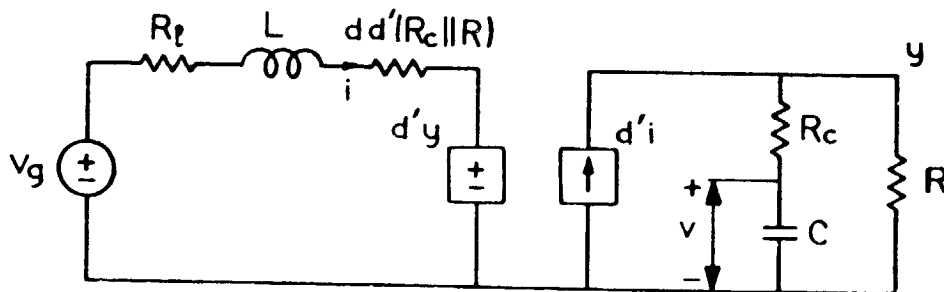 Rℓ
L
dd'(Rc||R)
y
i
d'y
d'i
Rc
Vg
+
-
+
-
+
v
-
C
R